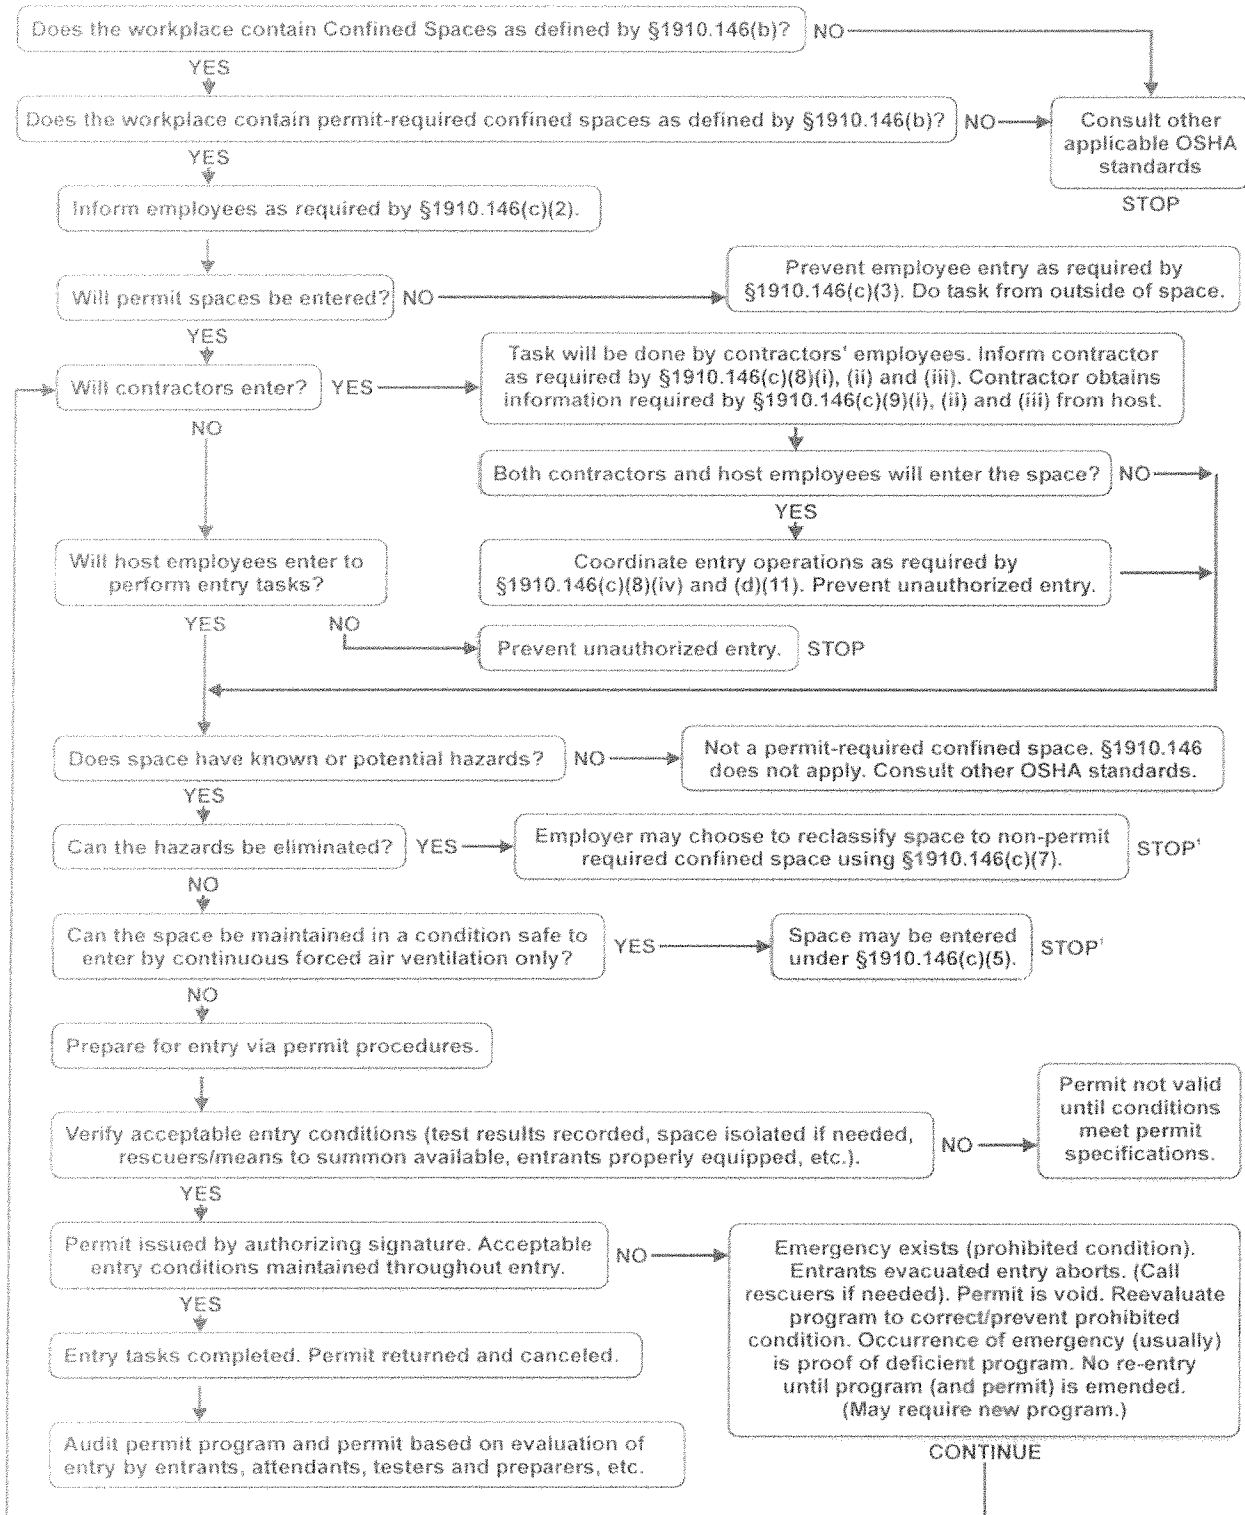 Does the workplace contain Confined Spaces as defined by §1910.146(b)?
NO
YES
Does the workplace contain permit-required confined spaces as defined by §1910.146(b)?
NO
Consult other
applicable OSHA
standards
STOP
YES
Inform employees as required by §1910.146(c)(2).
Will permit spaces be entered?
NO
Prevent employee entry as required by
§1910.146(c)(3). Do task from outside of space.
YES
Will contractors enter?
YES
Task will be done by contractors' employees. Inform contractor
as required by §1910.146(c)(8)(i), (ii) and (iii). Contractor obtains
information required by §1910.146(c)(9)(i), (ii) and (iii) from host.
NO
Both contractors and host employees will enter the space?
NO
YES
Will host employees enter to
perform entry tasks?
Coordinate entry operations as required by
§1910.146(c)(8)(iv) and (d)(11). Prevent unauthorized entry.
YES
NO
Prevent unauthorized entry.
STOP
Does space have known or potential hazards?
NO
Not a permit-required confined space. §1910.146
does not apply. Consult other OSHA standards.
YES
Can the hazards be eliminated?
YES
Employer may choose to reclassify space to non-permit
required confined space using §1910.146(c)(7).
STOP¹
NO
Can the space be maintained in a condition safe to
enter by continuous forced air ventilation only?
YES
Space may be entered
under §1910.146(c)(5).
STOP¹
NO
Prepare for entry via permit procedures.
Verify acceptable entry conditions (test results recorded, space isolated if needed,
rescuers/means to summon available, entrants properly equipped, etc.).
NO
Permit not valid
until conditions
meet permit
specifications.
YES
Permit issued by authorizing signature. Acceptable
entry conditions maintained throughout entry.
NO
Emergency exists (prohibited condition).
Entrants evacuated entry aborts. (Call
rescuers if needed). Permit is void. Reevaluate
program to correct/prevent prohibited
condition. Occurrence of emergency (usually)
is proof of deficient program. No re-entry
until program (and permit) is emended.
(May require new program.)
YES
Entry tasks completed. Permit returned and canceled.
Audit permit program and permit based on evaluation of
entry by entrants, attendants, testers and preparers, etc.
CONTINUE